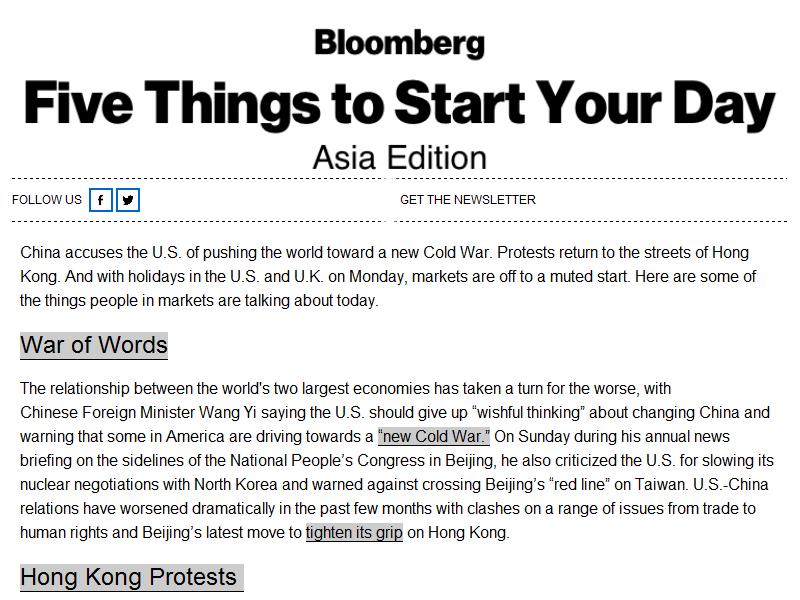 Bloomberg
Five Things to Start Your Day
Asia Edition
FOLLOW US
GET THE NEWSLETTER
China accuses the U.S. of pushing the world toward a new Cold War. Protests return to the streets of Hong
Kong. And with holidays in the U.S. and U.K. on Monday, markets are off to a muted start. Here are some of
the things people in markets are talking about today.
War of Words
The relationship between the world's two largest economies has taken a turn for the worse, with
Chinese Foreign Minister Wang Yi saying the U.S. should give up “wishful thinking” about changing China and
warning that some in America are driving towards a “new Cold War.” On Sunday during his annual news
briefing on the sidelines of the National People’s Congress in Beijing, he also criticized the U.S. for slowing its
nuclear negotiations with North Korea and warned against crossing Beijing’s “red line” on Taiwan. U.S.-China
relations have worsened dramatically in the past few months with clashes on a range of issues from trade to
human rights and Beijing’s latest move to tighten its grip on Hong Kong.
Hong Kong Protests